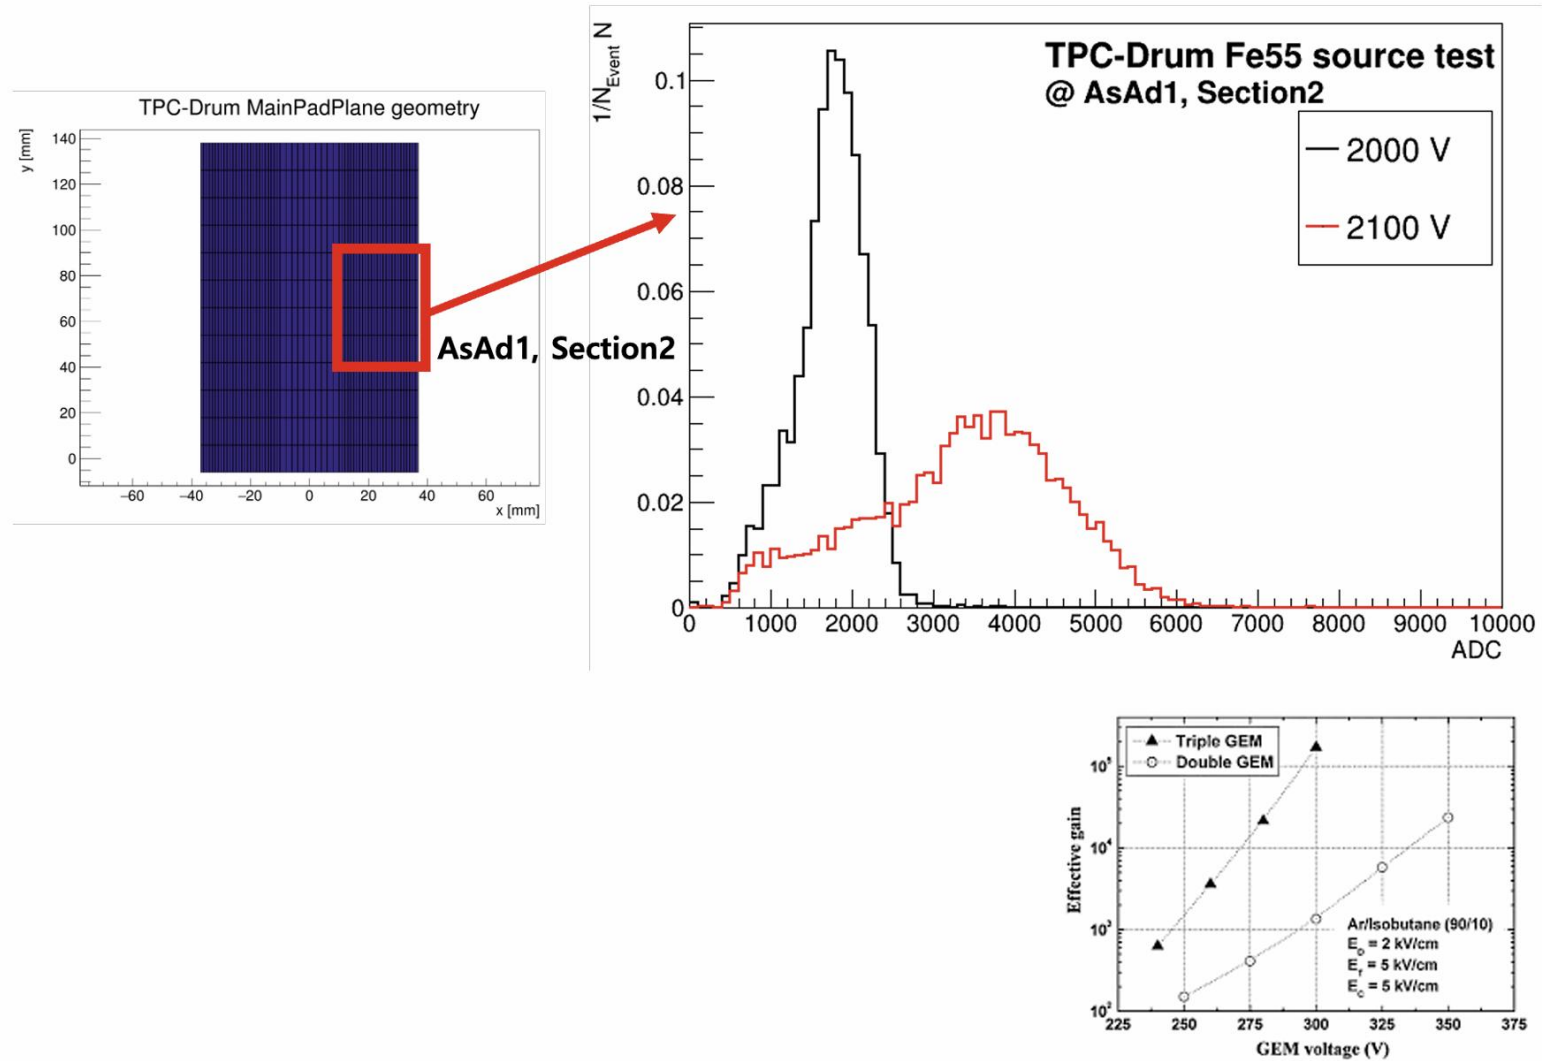 TPC-Drum MainPadPlane geometry
y [mm]
140
120
100
80
60
40
20
0
−60
−40
−20
0
20
40
60
x [mm]
AsAd1, Section2
1/N_Event N
TPC-Drum Fe55 source test
@ AsAd1, Section2
2000 V
2100 V
0.1
0.08
0.06
0.04
0.02
0
0
1000
2000
3000
4000
5000
6000
7000
8000
9000
10000
ADC
Triple GEM
Double GEM
Effective gain
10^5
10^4
10^3
10^2
Ar/Isobutane (90/10)
E_D = 2 kV/cm
E_T = 5 kV/cm
E_C = 5 kV/cm
225
250
275
300
325
350
375
GEM voltage (V)